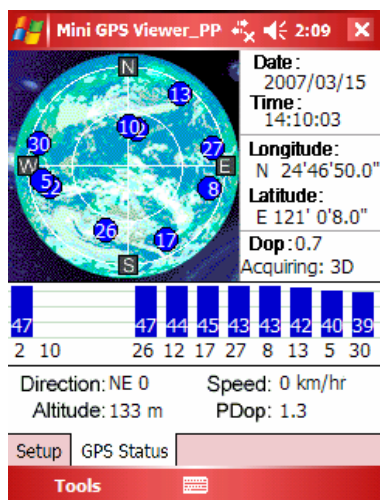 Mini GPS Viewer_PP 2:09
Date:
2007/03/15
Time:
14:10:03
Longitude:
N 24'46'50.0"
Latitude:
E 121' 0'8.0"
Dop:0.7
Acquiring: 3D
N
13
10 2
27
30
W
E
5 2
8
26
17
S
47 47 44 45 43 43 42 40 39
2 10 26 12 17 27 8 13 5 30
Direction: NE 0 Speed: 0 km/hr
Altitude: 133 m PDop: 1.3
Setup GPS Status
Tools